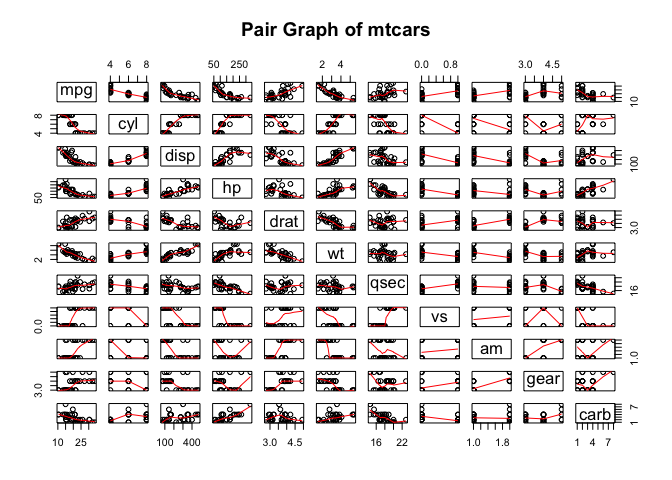 Pair Graph of mtcars
4 6 8 50 250 2 4 0.0 0.8 3.0 4.5
mpg 10
4 8 cyl
disp 100
50 hp
drat 3.0
2 wt
qsec 16
0.0 vs
am 1.0
3.0 gear
carb 1 7
10 25 100 400 3.0 4.5 16 22 1.0 1.8 1 4 7